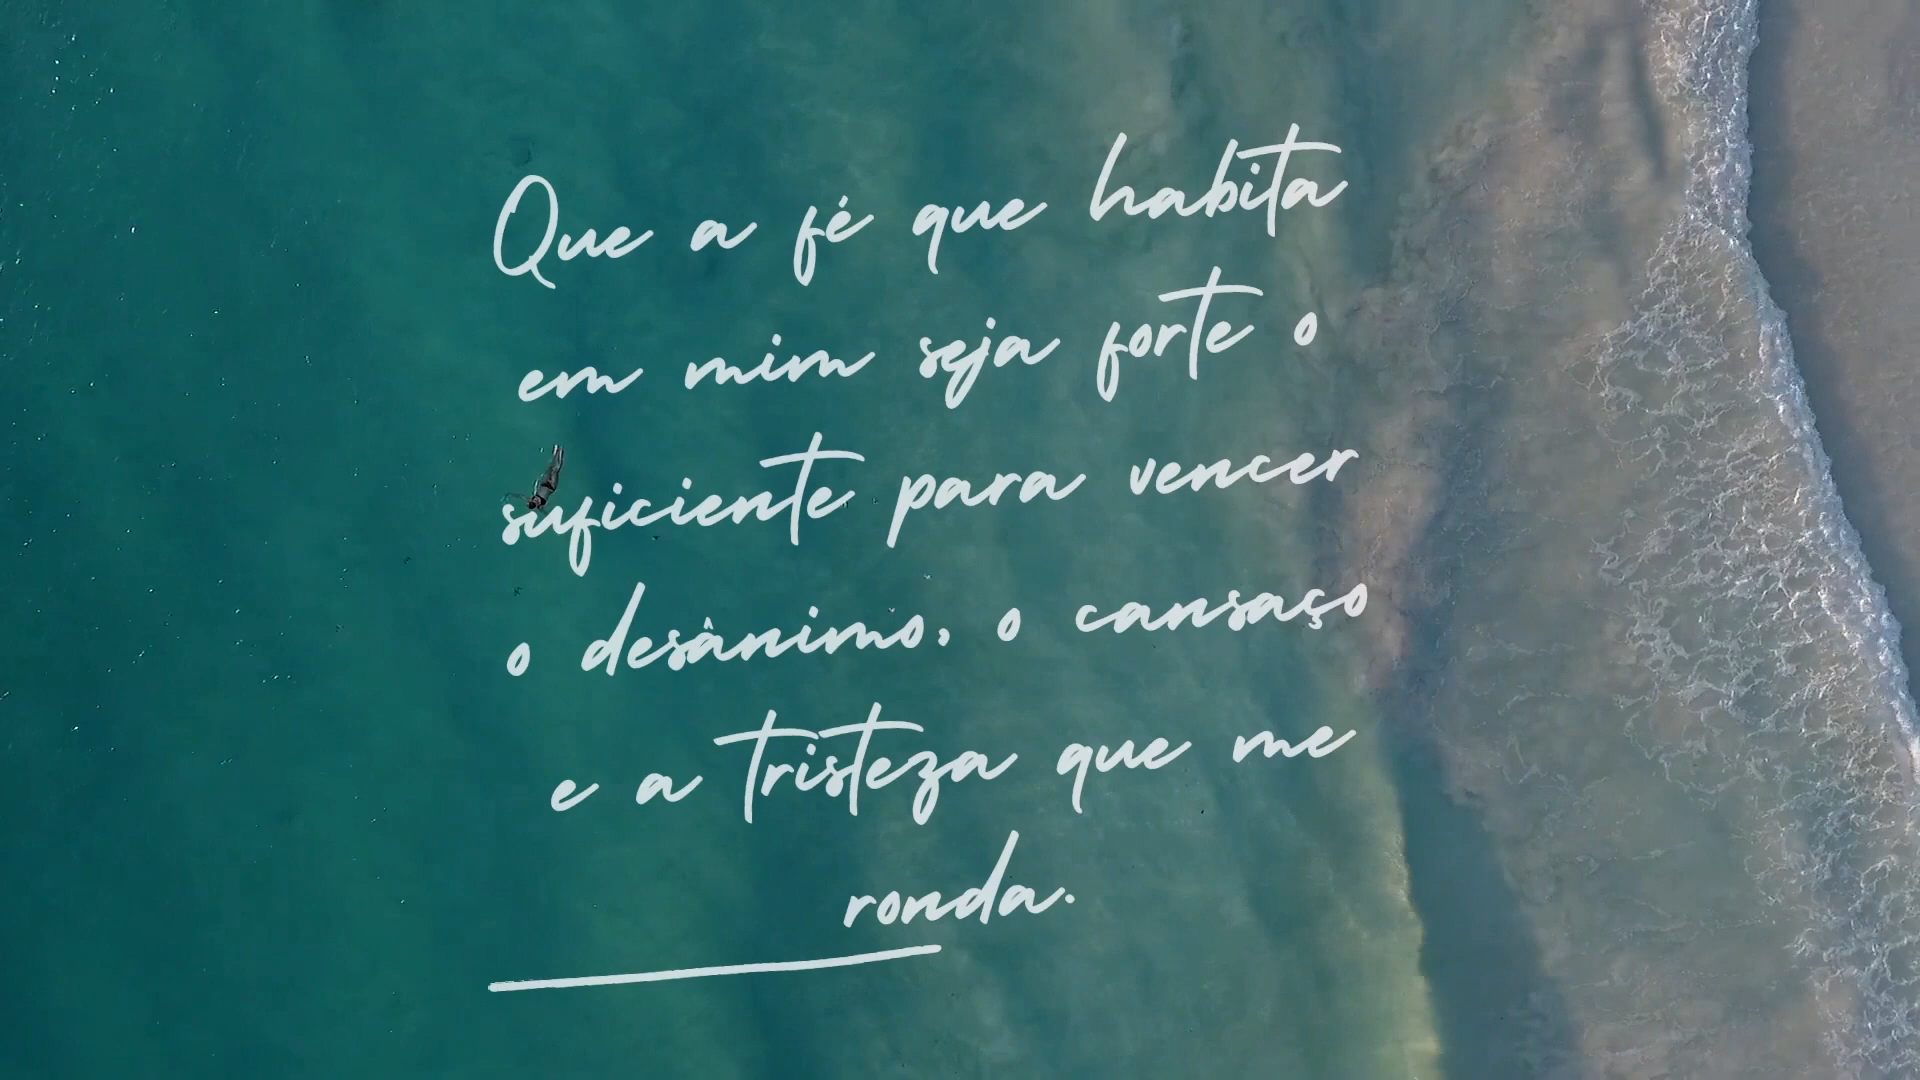 Que a fé que habita
em mim seja forte o
suficiente para vencer
o desânimo, o cansaço
e a tristeza que me
ronda.